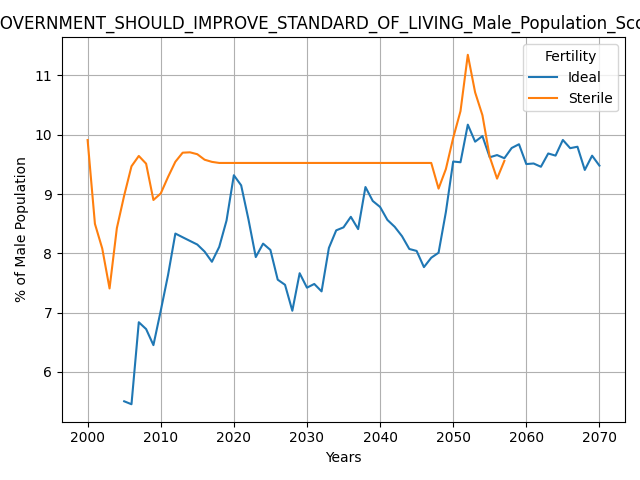 OVERNMENT_SHOULD_IMPROVE_STANDARD_OF_LIVING_Male_Population_Sco
Fertility
Ideal
Sterile
% of Male Population
11
10
9
8
7
6
2000 2010 2020 2030 2040 2050 2060 2070
Years